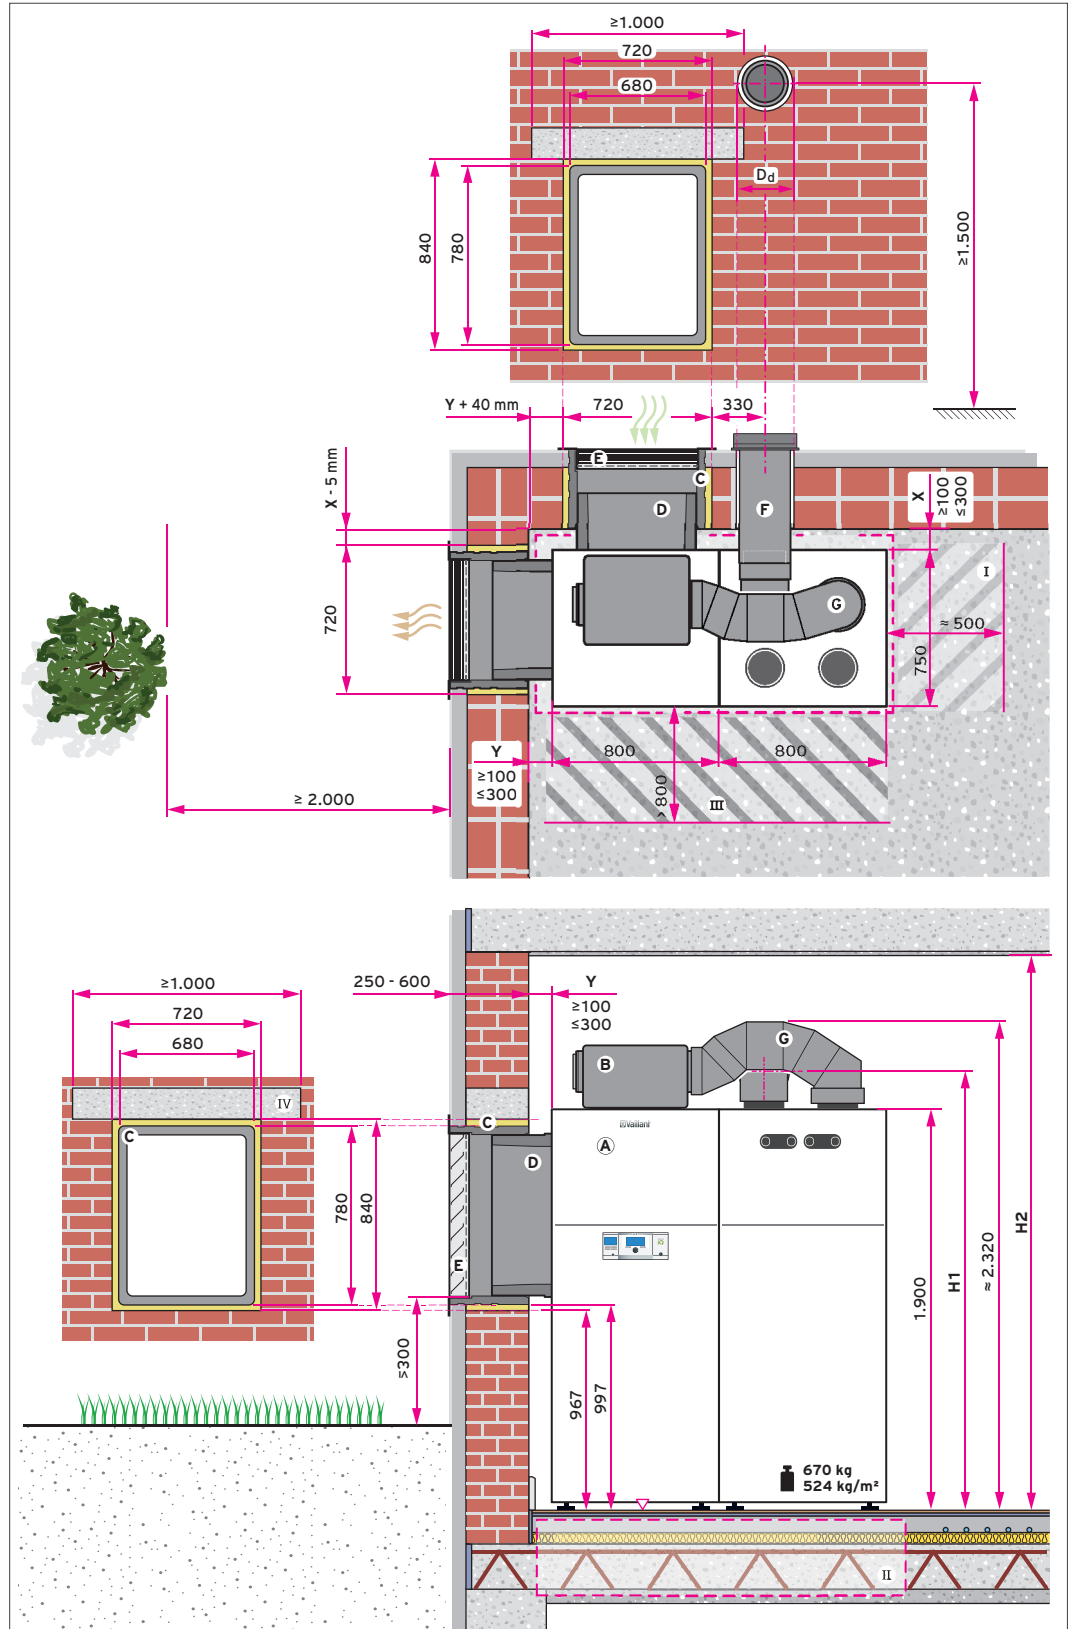 ≥1.000
720
680
Dd
840
780
≥1.500
Y + 40 mm
720
330
E
C
D
F
X - 5 mm
X
≥100
≤300
I
G
≈ 500
720
750
Y
≥100
≤300
800
800
> 800
III
≥ 2.000
≥1.000
720
680
250 - 600
Y
≥100
≤300
G
B
IV
C
C
Vaillant
A
D
780
840
E
H2
≈ 2.320
H1
1.900
≥300
967
997
670 kg
524 kg/m²
II